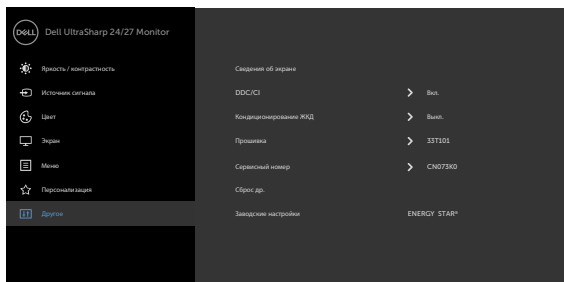 DELL Dell UltraSharp 24/27 Monitor
Яркость / контрастность
Сведения об экране
Источник сигнала
DDC/CI Вкл.
Цвет
Кондиционирование ЖКД Выкл.
Экран
Прошивка 33T101
Меню
Сервисный номер CN073K0
Персонализация
Сброс др.
Другое
Заводские настройки ENERGY STAR®